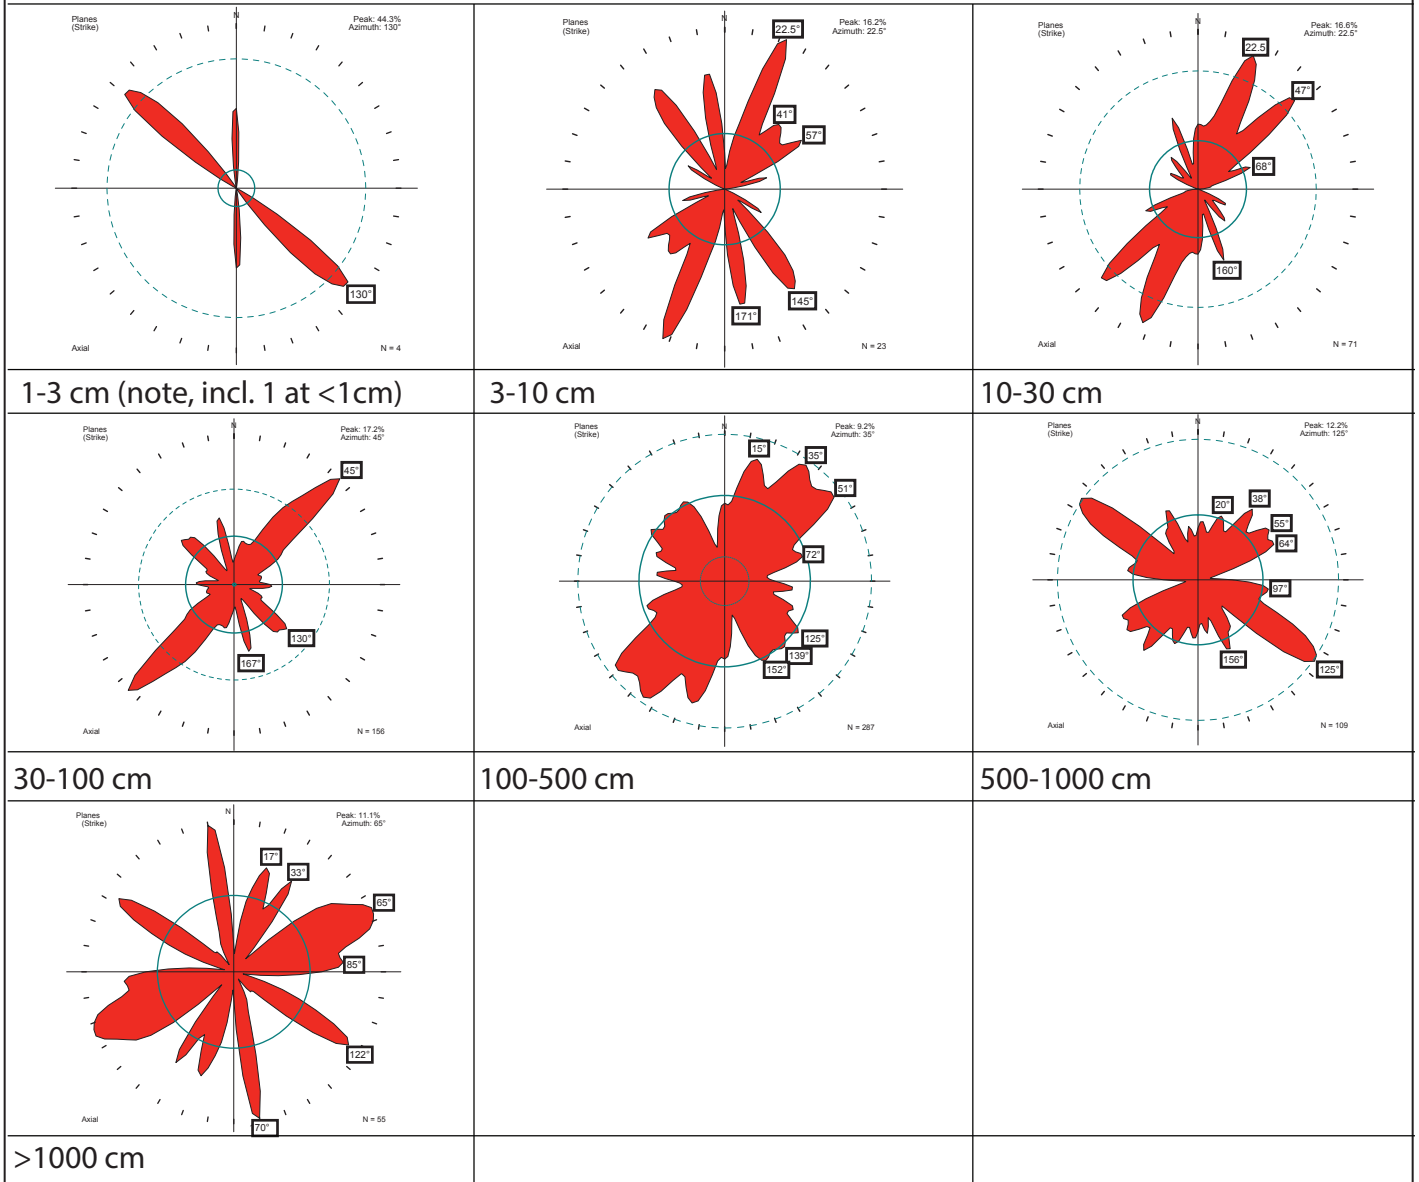 Planes
(Strike)
N
Peak: 44.3%
Azimuth: 130°
130°
Axial
N = 4
1-3 cm (note, incl. 1 at <1cm)
Planes
(Strike)
N
Peak: 16.2%
Azimuth: 22.5°
22.5°
41°
57°
145°
171°
Axial
N = 23
3-10 cm
Planes
(Strike)
N
Peak: 16.6%
Azimuth: 22.5°
22.5
47°
68°
160°
Axial
N = 71
10-30 cm
Planes
(Strike)
N
Peak: 17.2%
Azimuth: 45°
45°
130°
167°
Axial
N = 156
30-100 cm
Planes
(Strike)
N
Peak: 9.2%
Azimuth: 35°
15°
35°
51°
72°
125°
139°
152°
Axial
N = 287
100-500 cm
Planes
(Strike)
N
Peak: 12.2%
Azimuth: 125°
20°
38°
55°
64°
97°
156°
125°
Axial
N = 109
500-1000 cm
Planes
(Strike)
N
Peak: 11.1%
Azimuth: 65°
17°
33°
65°
85°
122°
70°
Axial
N = 55
>1000 cm